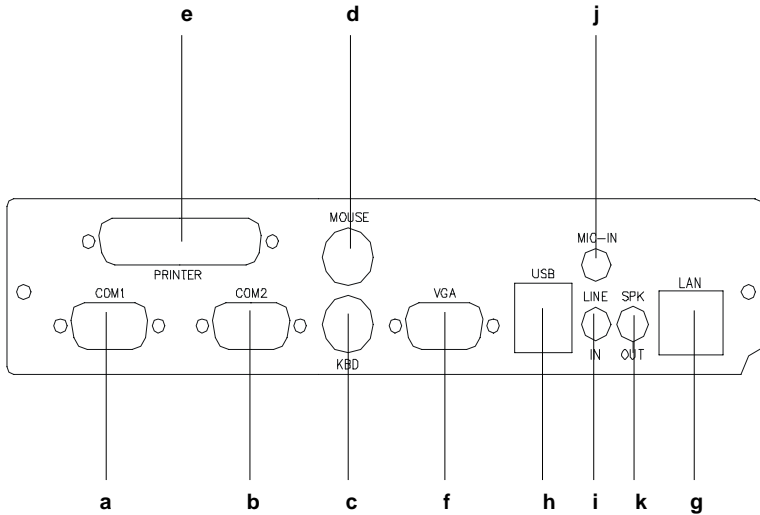 e d j
MOUSE
MIC-IN
PRINTER
USB
LAN
COM1 COM2 VGA LINE SPK
KBD IN OUT
a b c f h i k g